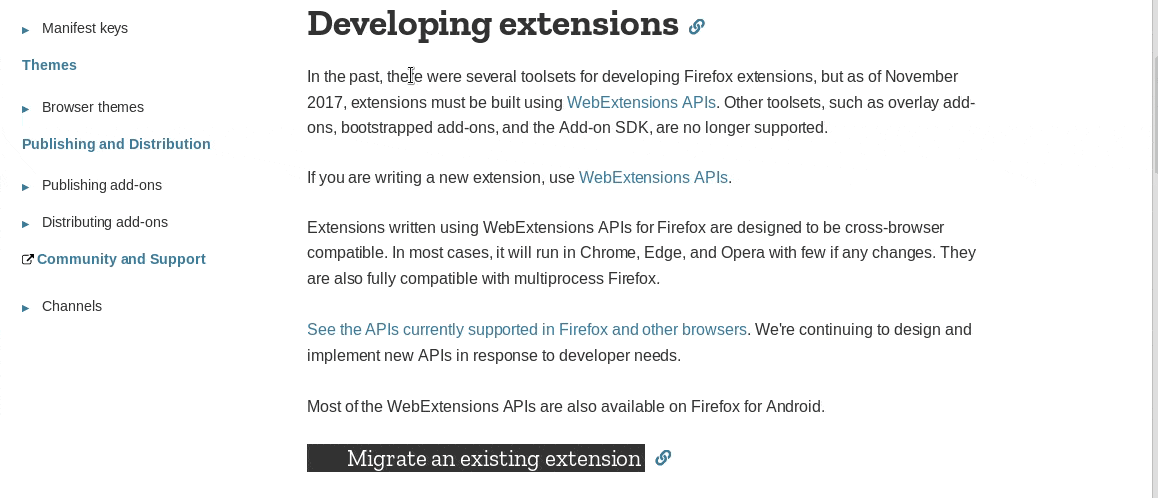 Manifest keys
Themes
Browser themes
Publishing and Distribution
Publishing add-ons
Distributing add-ons
Community and Support
Channels
Developing extensions
In the past, there were several toolsets for developing Firefox extensions, but as of November
2017, extensions must be built using WebExtensions APIs. Other toolsets, such as overlay add-
ons, bootstrapped add-ons, and the Add-on SDK, are no longer supported.
If you are writing a new extension, use WebExtensions APIs.
Extensions written using WebExtensions APIs for Firefox are designed to be cross-browser
compatible. In most cases, it will run in Chrome, Edge, and Opera with few if any changes. They
are also fully compatible with multiprocess Firefox.
See the APIs currently supported in Firefox and other browsers. We're continuing to design and
implement new APIs in response to developer needs.
Most of the WebExtensions APIs are also available on Firefox for Android.
Migrate an existing extension